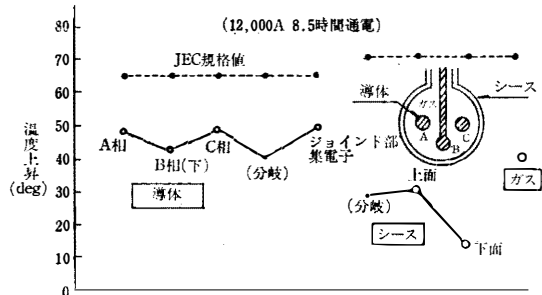 (12,000A 8.5時間通電)
80
70
60
50
40
30
20
10
0
温度上昇
(deg)
JEC規格値
A相
B相(下)
C相
(分岐)
ジョインド部
集電子
導体
導体
ガス
シース
A
B
C
上面
(分岐)
シース
下面
ガス